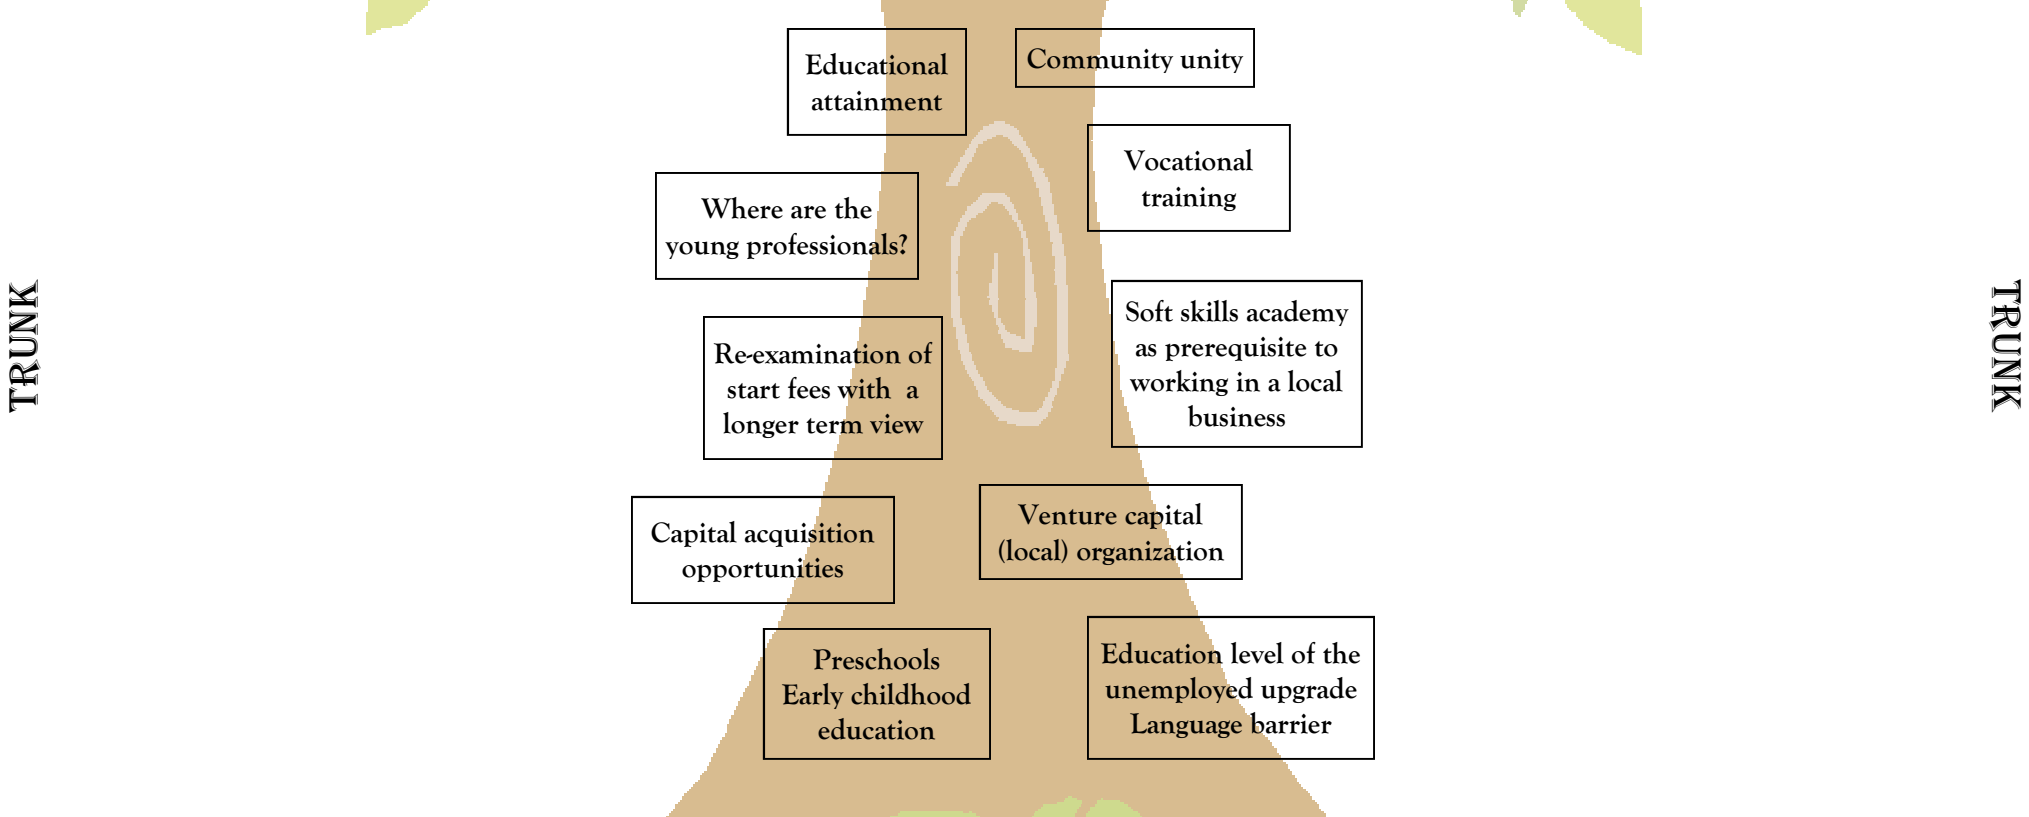 Educational
attainment
Community unity
Vocational
training
Where are the
young professionals?
Soft skills academy
as prerequisite to
working in a local
business
Re-examination of
start fees with a
longer term view
Capital acquisition
opportunities
Venture capital
(local) organization
Preschools
Early childhood
education
Education level of the
unemployed upgrade
Language barrier
TRUNK
TRUNK